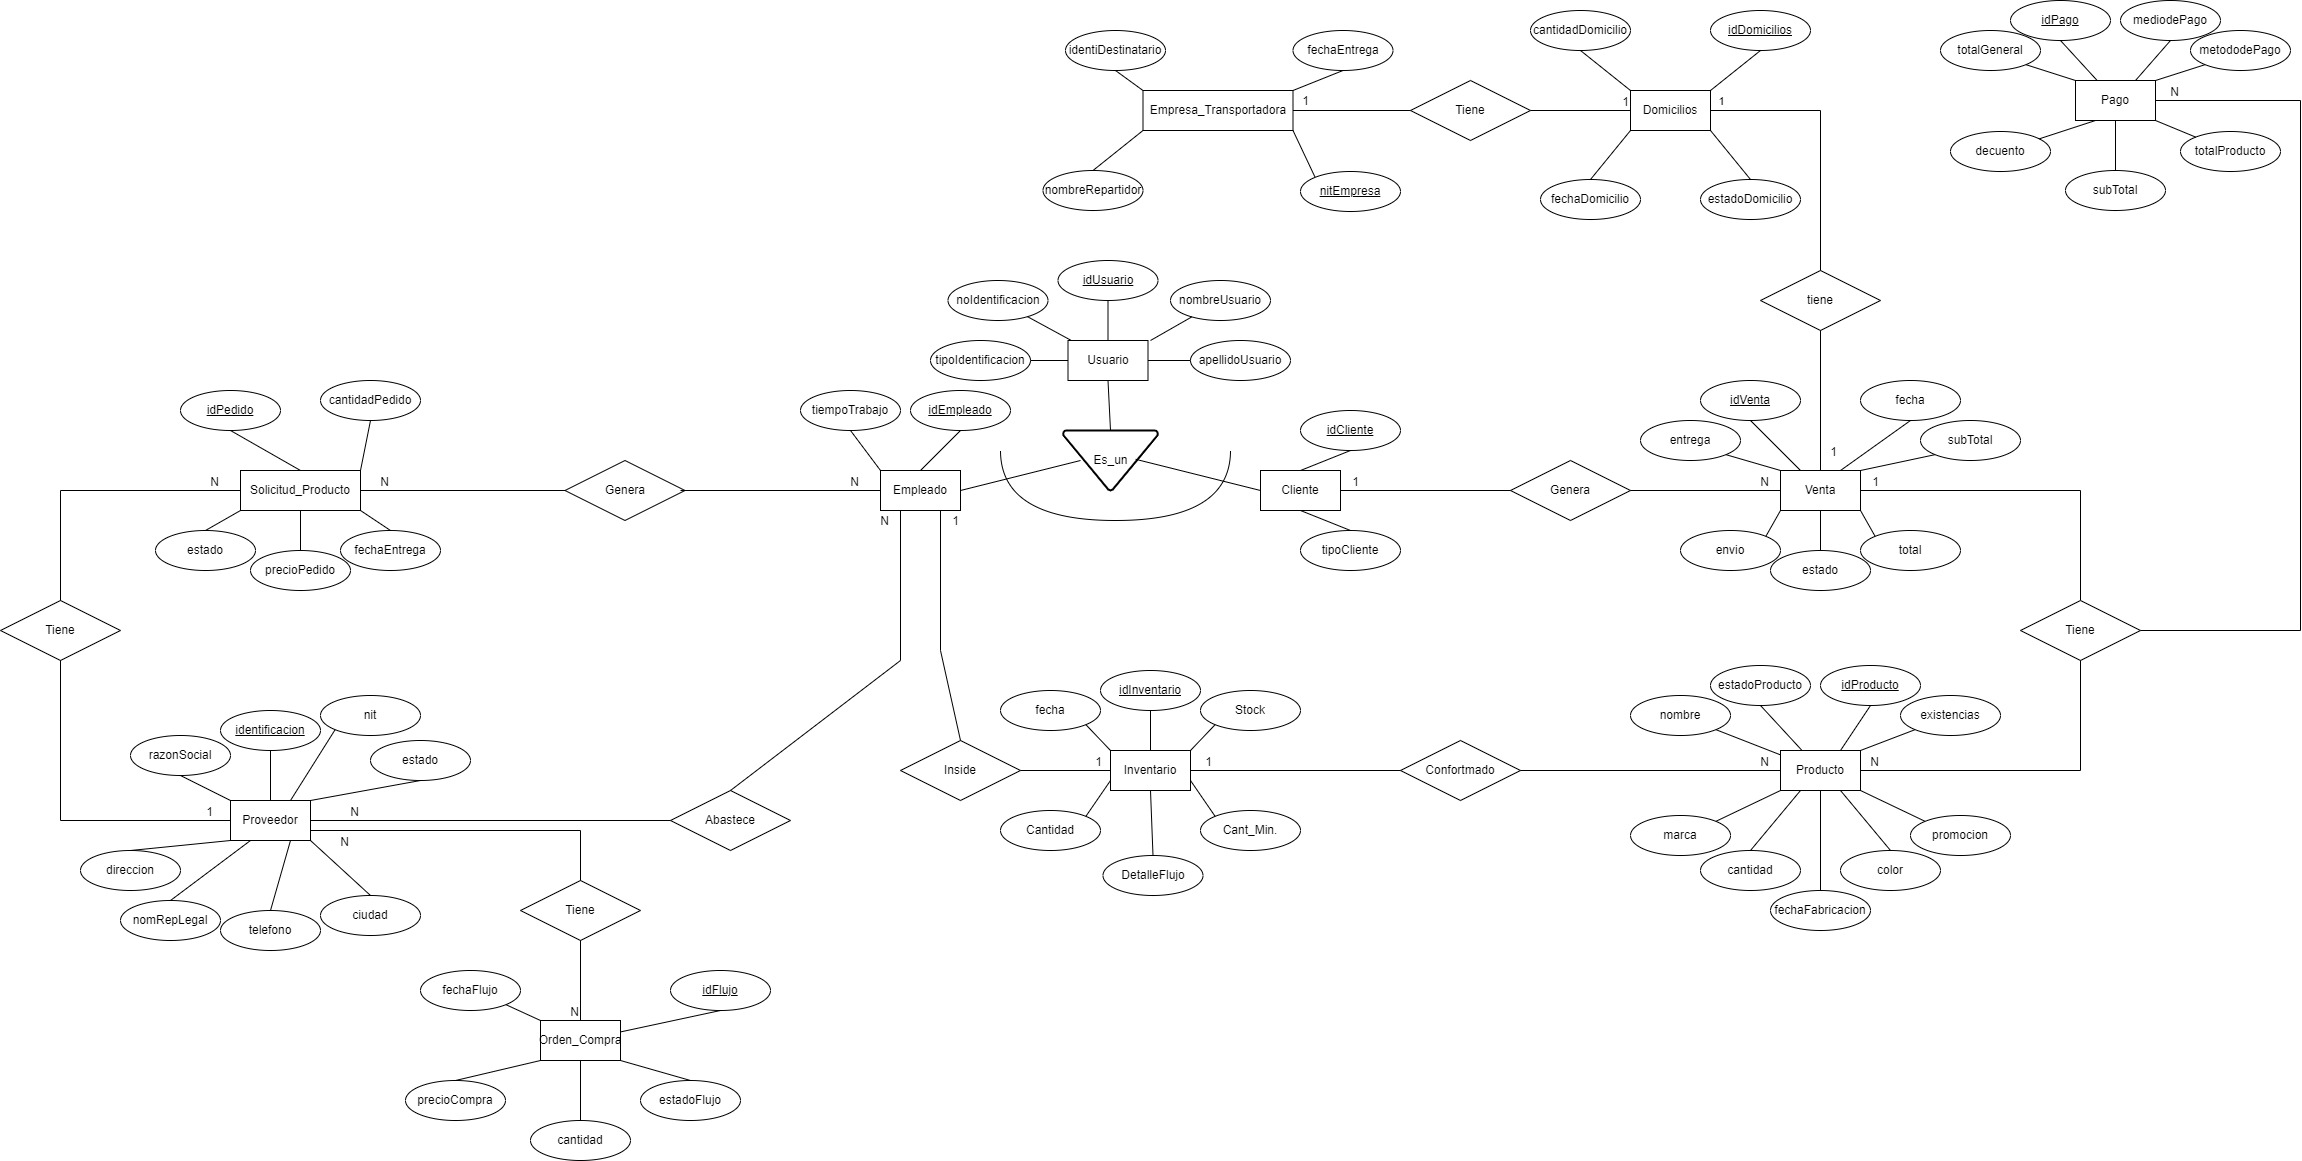 idPago
mediodePago
cantidadDomicilio
idDomicilios
identiDestinatario
fechaEntrega
totalGeneral
metododePago
Empresa_Transportadora
1
Tiene
1
Domicilios
1
Pago
N
decuento
totalProducto
subTotal
nombreRepartidor
nitEmpresa
fechaDomicilio
estadoDomicilio
idUsuario
noIdentificacion
nombreUsuario
tiene
tipoIdentificacion
Usuario
apellidoUsuario
idPedido
cantidadPedido
tiempoTrabajo
idEmpleado
idCliente
idVenta
fecha
entrega
subTotal
1
Es_un
N
Solicitud_Producto
N
Genera
N
Empleado
Cliente
1
Genera
N
Venta
1
N
1
estado
precioPedido
fechaEntrega
tipoCliente
envio
estado
total
Tiene
Tiene
estadoProducto
idProducto
fecha
idInventario
Stock
nombre
existencias
identificacion
nit
razonSocial
estado
Inside
1
Inventario
1
Confortmado
N
Producto
N
1
Proveedor
N
Abastece
N
Cantidad
Cant_Min.
marca
promocion
direccion
DetalleFlujo
cantidad
color
nomRepLegal
telefono
ciudad
Tiene
fechaFabricacion
fechaFlujo
idFlujo
N
Orden_Compra
precioCompra
estadoFlujo
cantidad